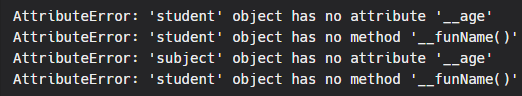 AttributeError: 'student' object has no attribute '__age'
AttributeError: 'student' object has no method '__funName()'
AttributeError: 'subject' object has no attribute '__age'
AttributeError: 'student' object has no method '__funName()'